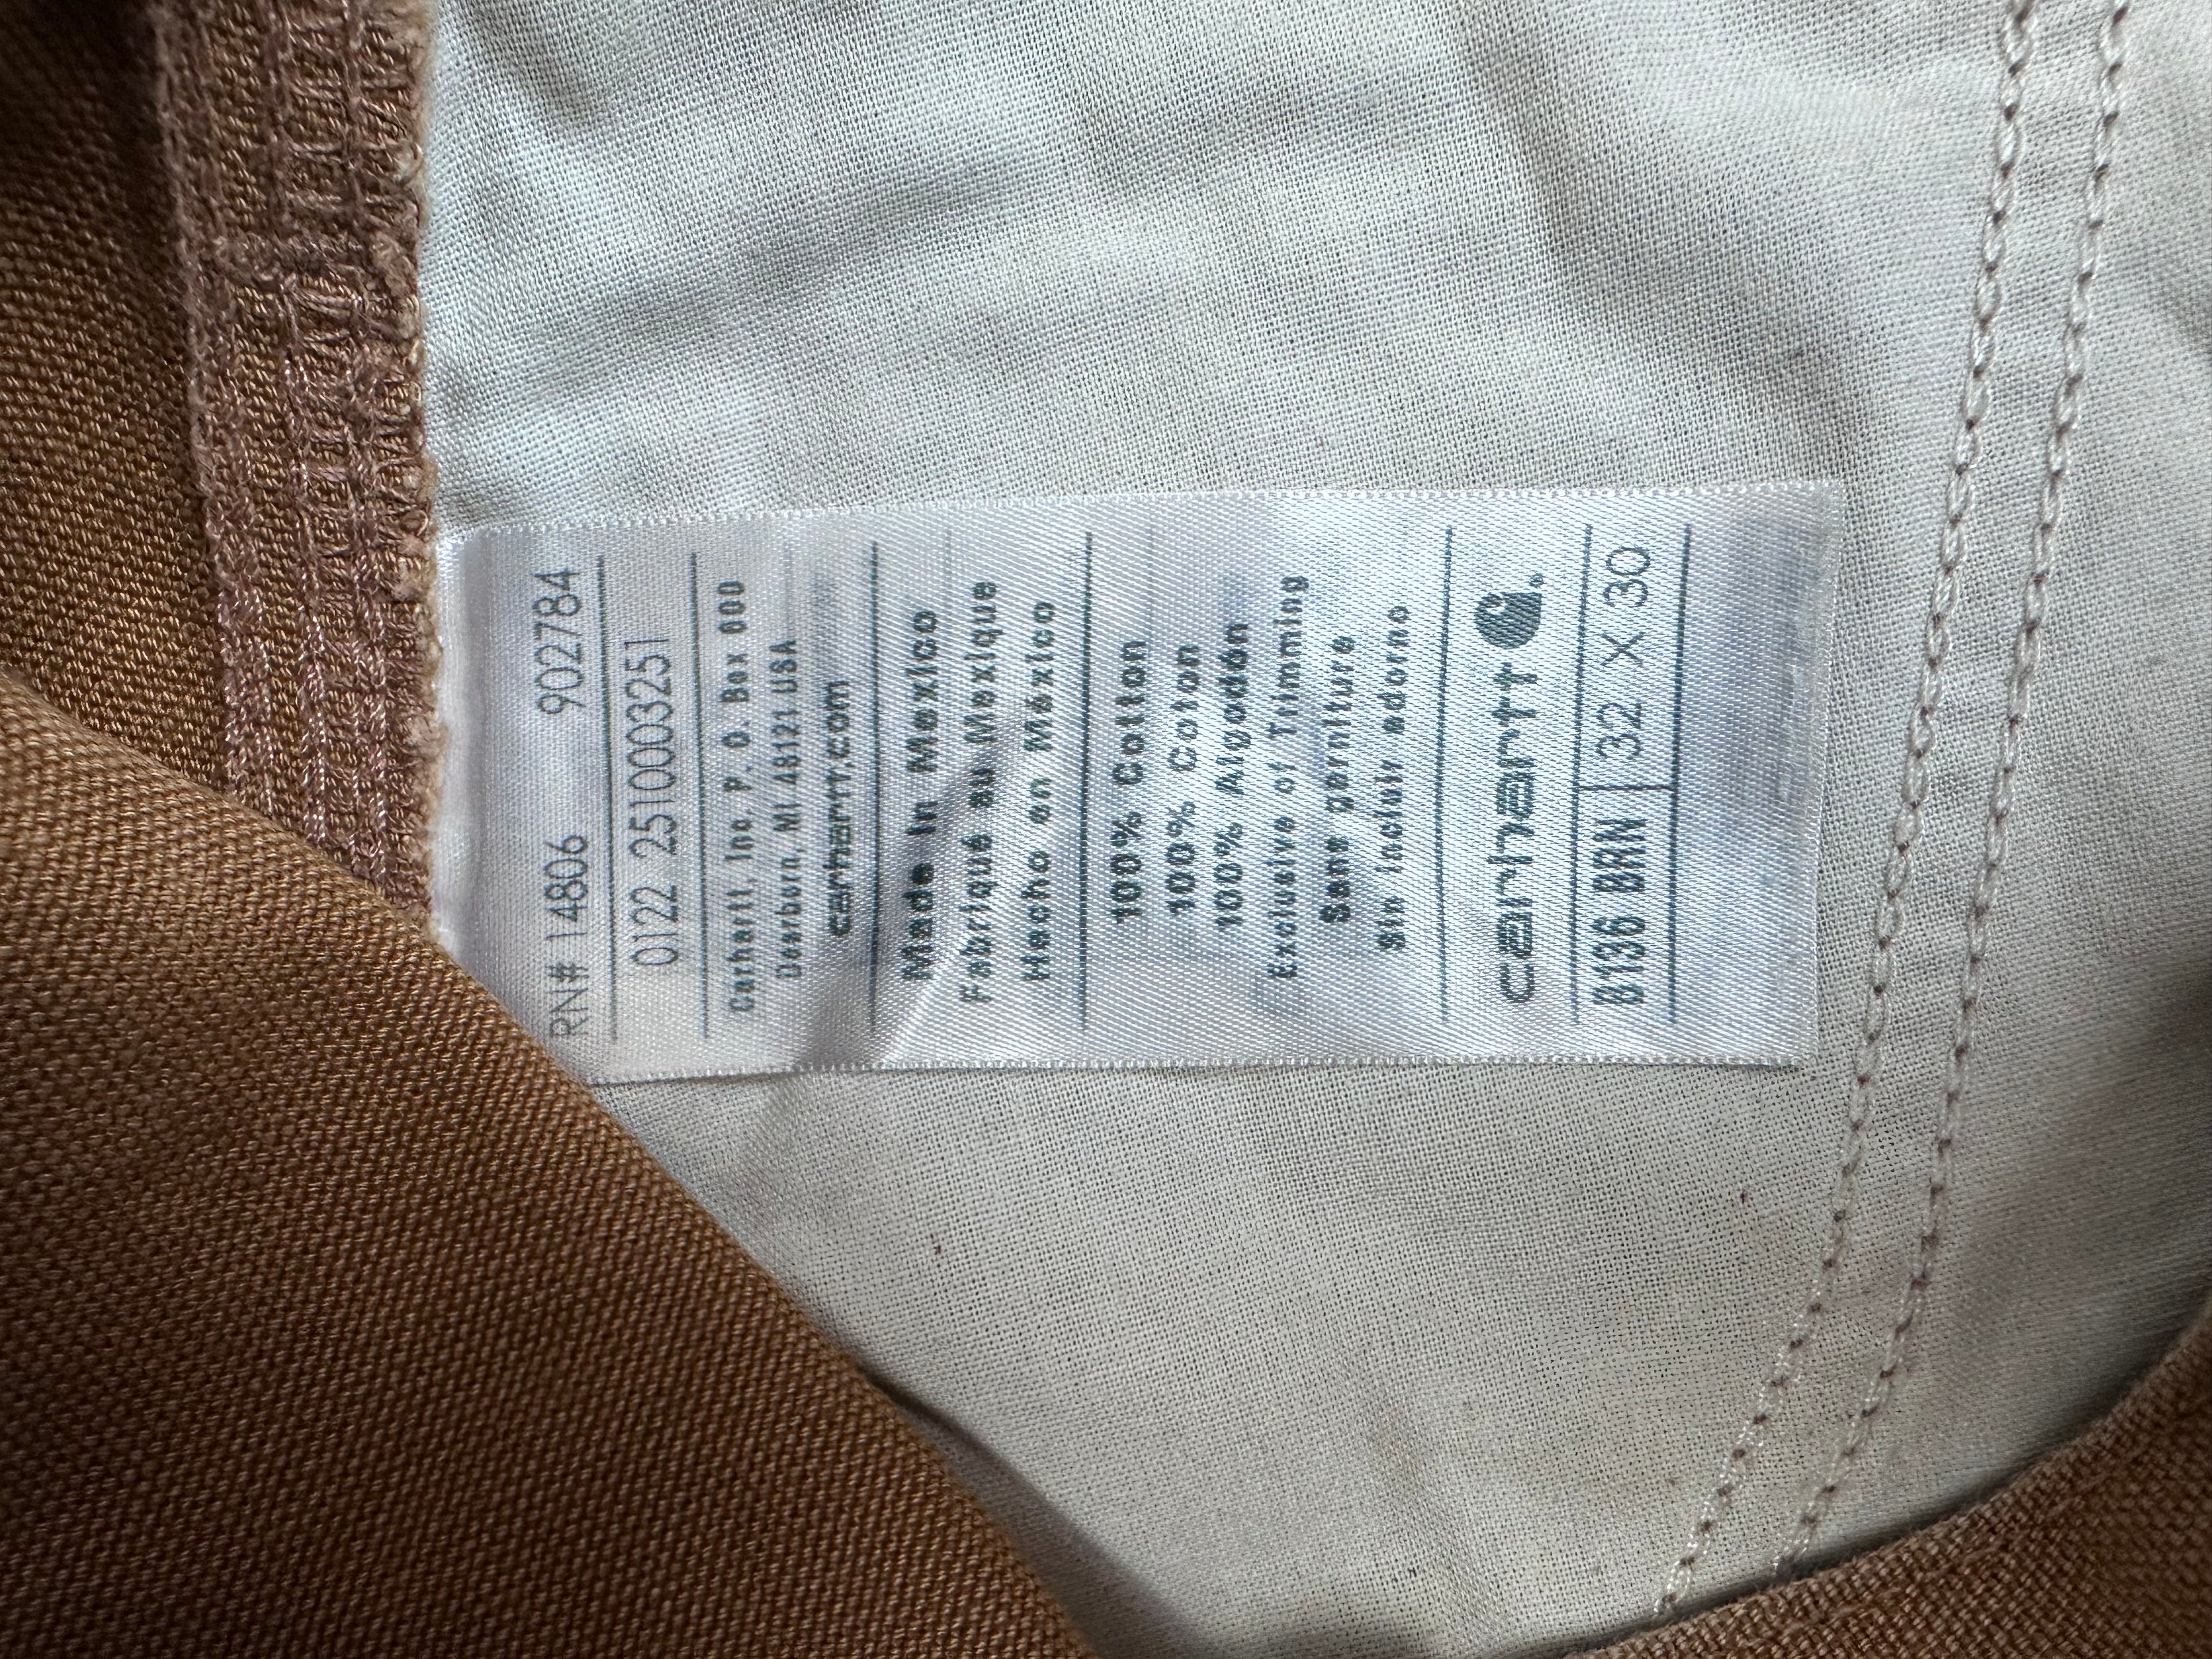 RN# 14806 902784
0122 2510003251
Carhartt, Inc P. O. Box 600
Dearborn, MI 48121 USA
carhartt.com
Made in Mexico
Fabriqué au Mexique
Hecho en México
100% Cotton
100% Coton
100% Algodón
Exclusive of Trimming
Sans garniture
Sin incluir adorno
carhartt
B136 BRN 32 X 30